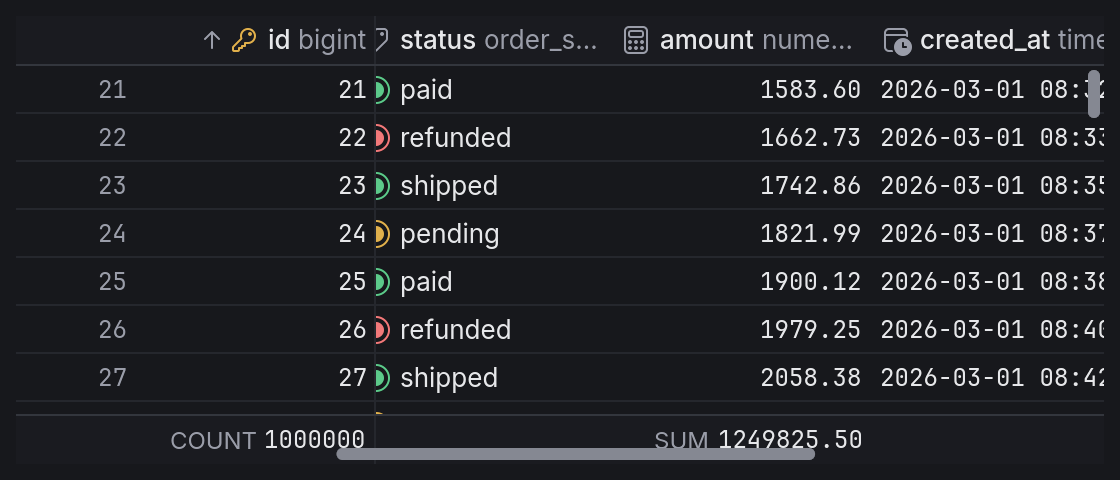 id bigint status order_s... amount nume... created_at time
21 21 paid 1583.60 2026-03-01 08:32
22 22 refunded 1662.73 2026-03-01 08:33
23 23 shipped 1742.86 2026-03-01 08:35
24 24 pending 1821.99 2026-03-01 08:37
25 25 paid 1900.12 2026-03-01 08:38
26 26 refunded 1979.25 2026-03-01 08:40
27 27 shipped 2058.38 2026-03-01 08:42
COUNT 1000000 SUM 1249825.50